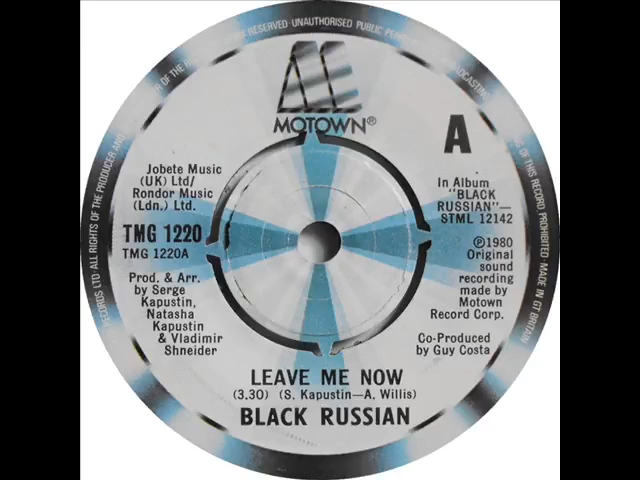 RESERVED·UNAUTHORISED PUBLIC
MOTOWN®
A
Jobete Music
(UK) Ltd/
Rondor Music
(Ldn.) Ltd.
TMG 1220
TMG 1220A
In Album
"BLACK
RUSSIAN"—
STML 12142
℗1980
Original
sound
recording
made by
Motown
Record Corp.
Prod. & Arr.
by Serge
Kapustin,
Natasha
Kapustin
& Vladimir
Shneider
Co-Produced
by Guy Costa
LEAVE ME NOW
(3.30) (S. Kapustin—A. Willis)
BLACK RUSSIAN
RECORDS LTD·ALL RIGHTS OF THE PRODUCER AND
OF THIS RECORD PROHIBITED·MADE IN GT BRITAIN